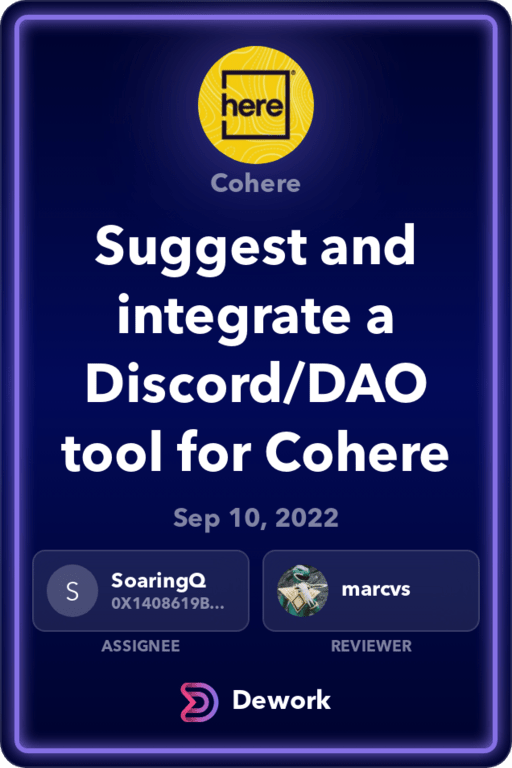 here
Cohere
Suggest and
integrate a
Discord/DAO
tool for Cohere
Sep 10, 2022
S
SoaringQ
0X1408619B...
marcvs
ASSIGNEE
REVIEWER
Dework